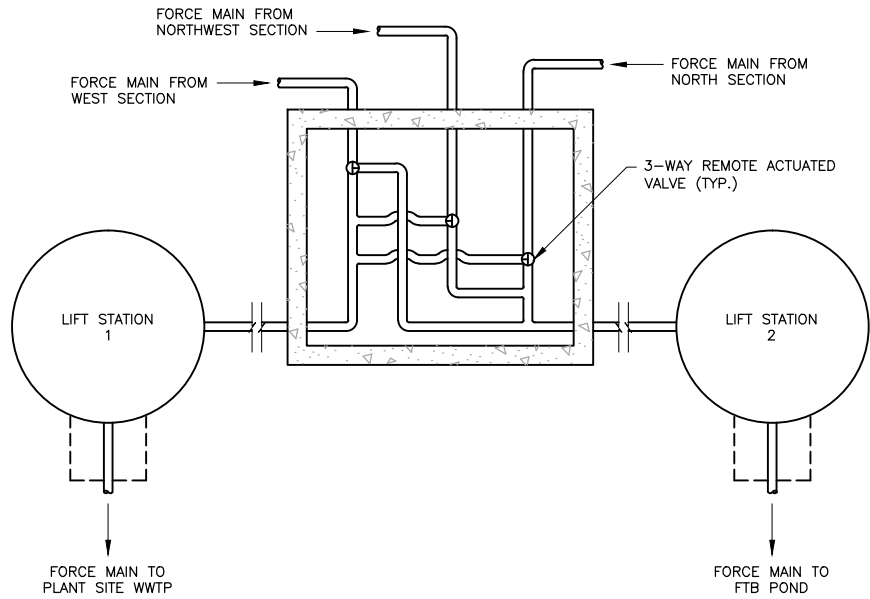 FORCE MAIN FROM
NORTHWEST SECTION
FORCE MAIN FROM
WEST SECTION
FORCE MAIN FROM
NORTH SECTION
3-WAY REMOTE ACTUATED
VALVE (TYP.)
LIFT STATION
1
LIFT STATION
2
FORCE MAIN TO
PLANT SITE WWTP
FORCE MAIN TO
FTB POND